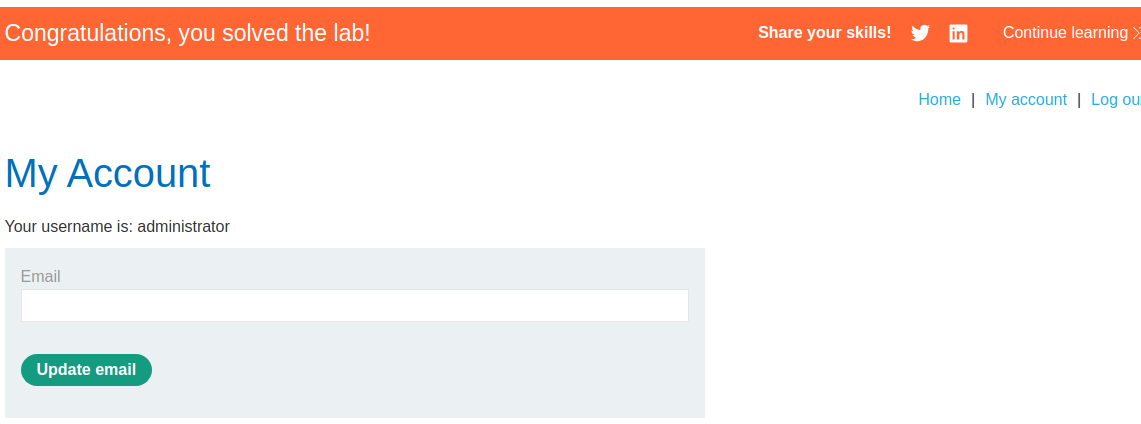 Congratulations, you solved the lab! Share your skills! Continue learning
Home | My account | Log ou
My Account
Your username is: administrator
Email
Update email